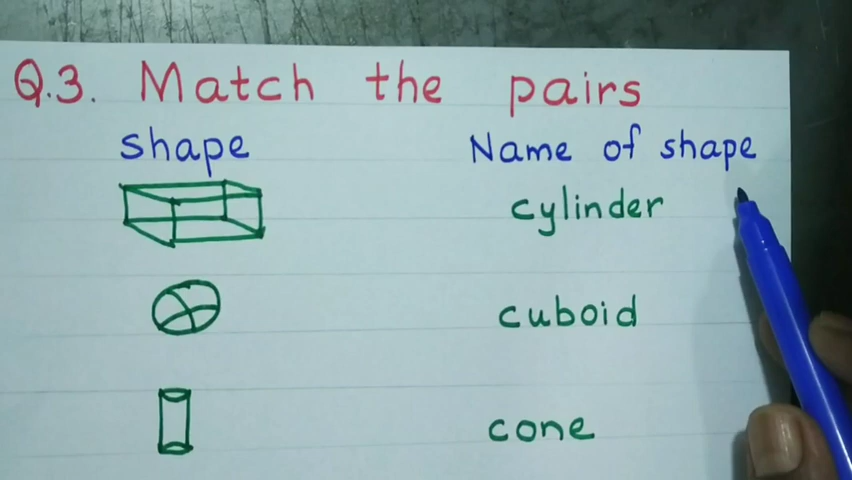 Q.3. Match the pairs
shape Name of shape
cylinder
cuboid
cone